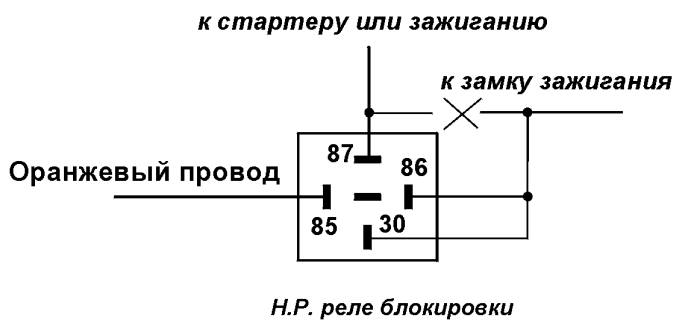 к стартеру или зажиганию
к замку зажигания
87
86
Оранжевый провод
85
30
Н.Р. реле блокировки